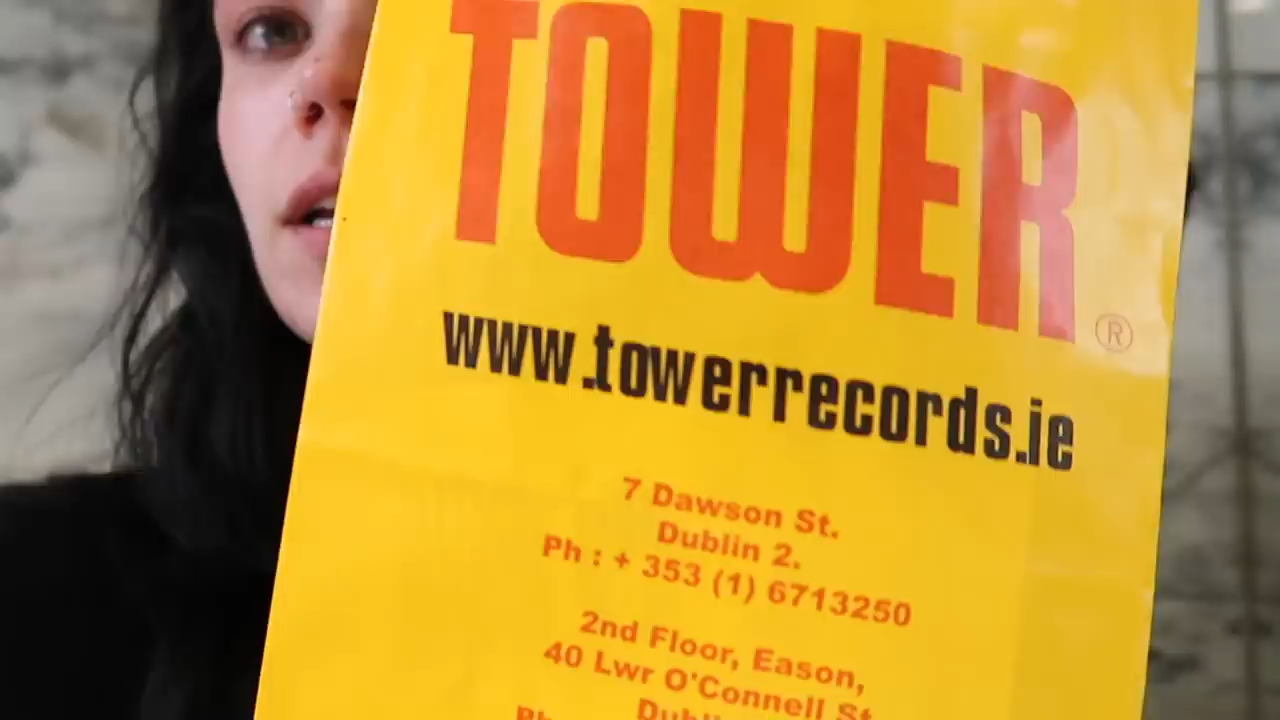 TOWER
®
www.towerrecords.ie
7 Dawson St.
Dublin 2.
Ph : + 353 (1) 6713250
2nd Floor, Eason,
40 Lwr O'Connell St